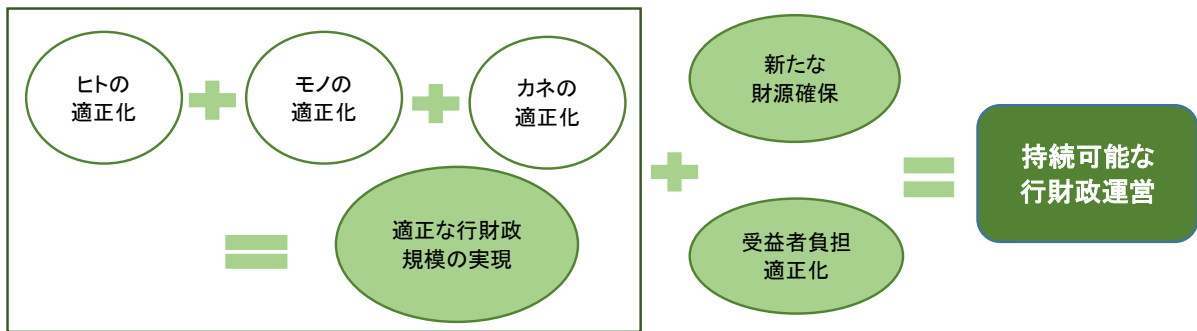 ヒトの
適正化
モノの
適正化
カネの
適正化
適正な行財政
規模の実現
新たな
財源確保
受益者負担
適正化
持続可能な
行財政運営